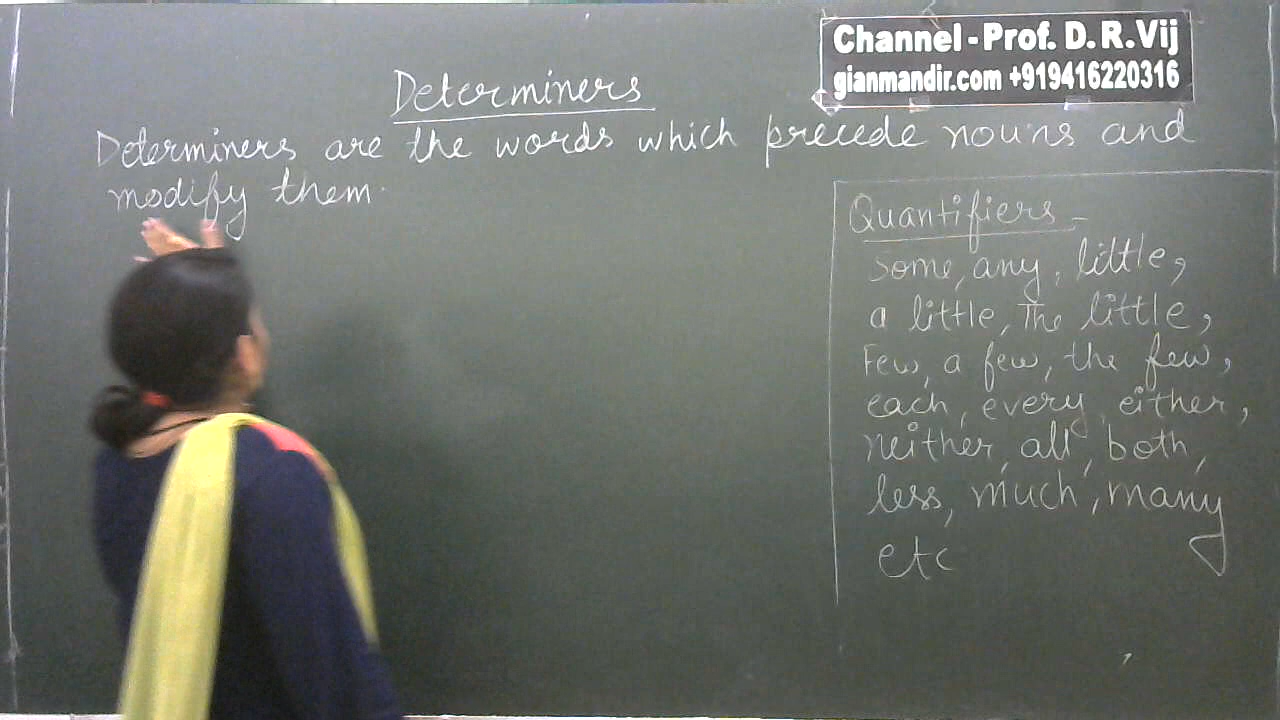 Channel - Prof. D. R. Vij
gianmandir.com +919416220316
Determiners
Determiners are the words which precede nouns and
modify them.
Quantifiers -
Some, any, little,
a little, The little,
Few, a few, the few,
each, every, either,
neither, all, both,
less, much, many
etc